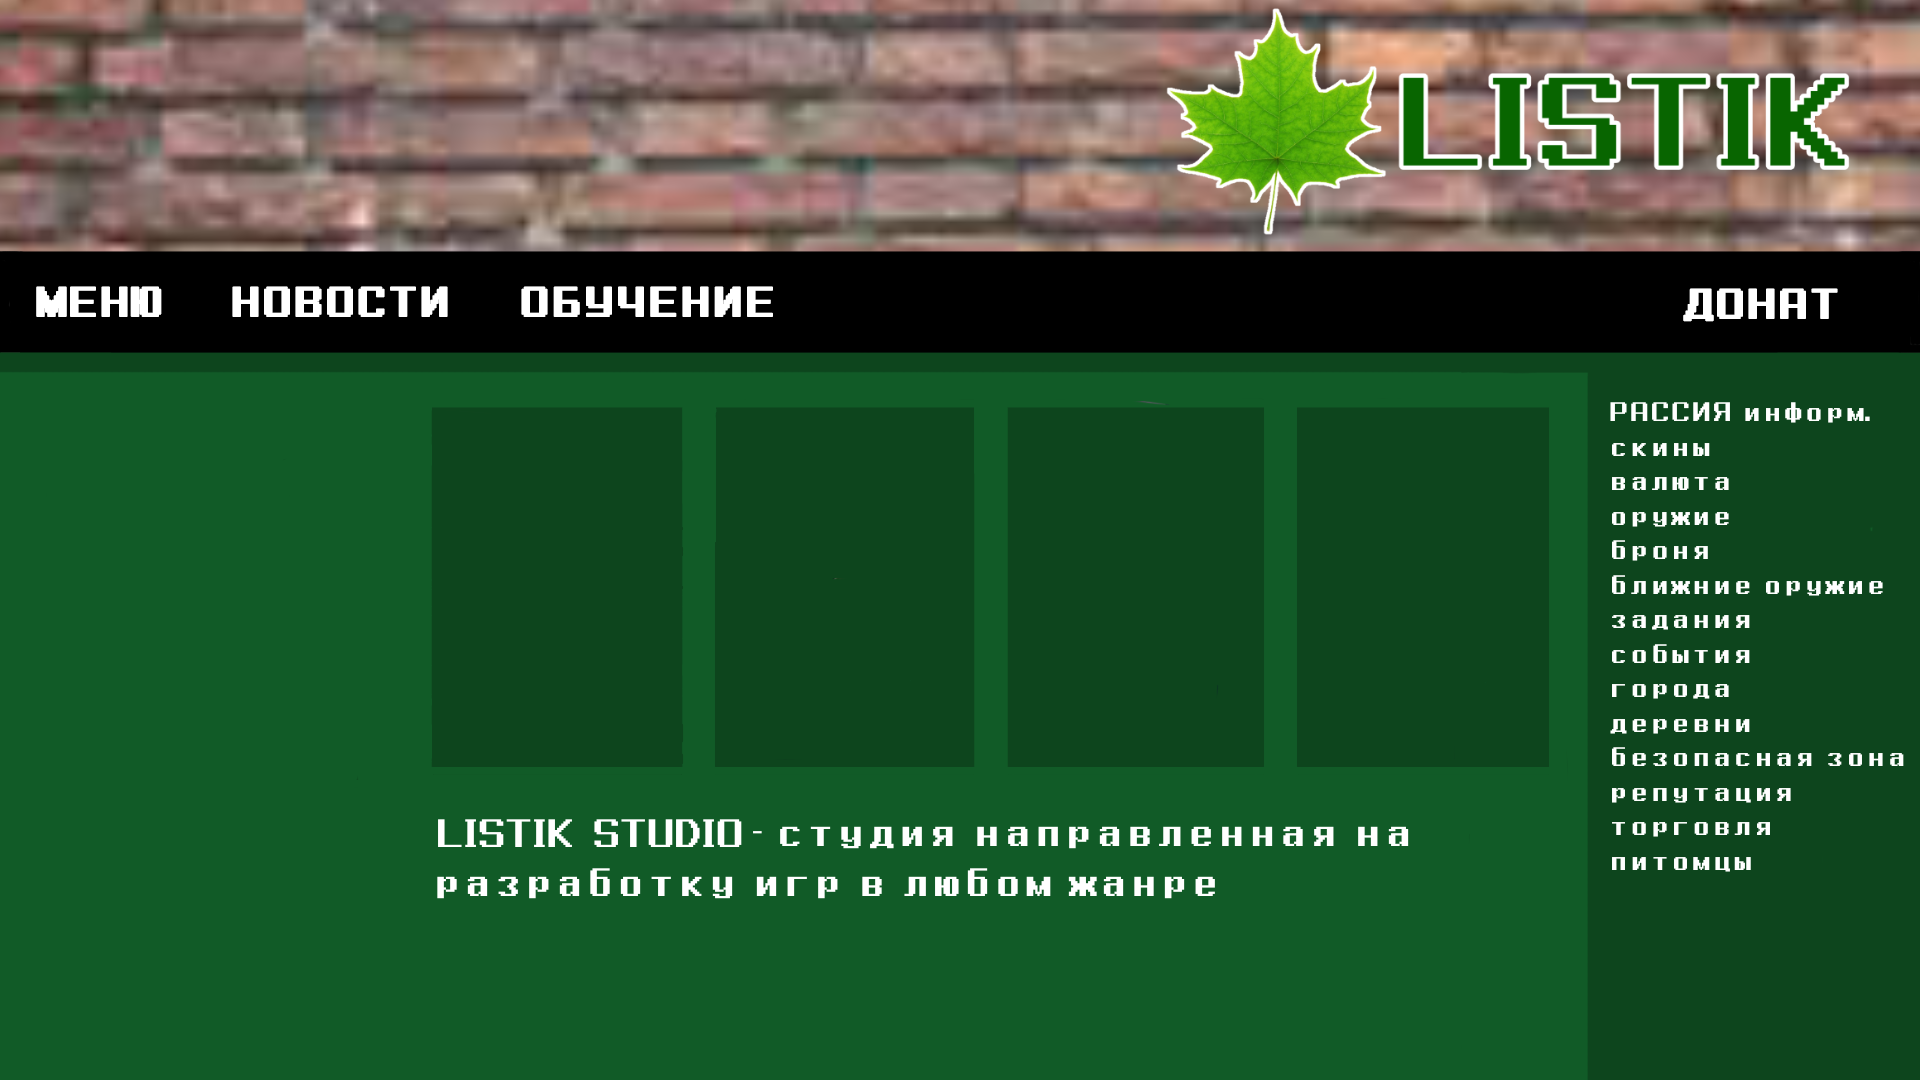 LISTIK
МЕНЮ НОВОСТИ ОБУЧЕНИЕ ДОНАТ
РАССИЯ информ.
скины
валюта
оружие
броня
ближние оружие
задания
события
города
деревни
безопасная зона
репутация
торговля
питомцы
LISTIK STUDIO- студия направленная на
разработку игр в любом жанре